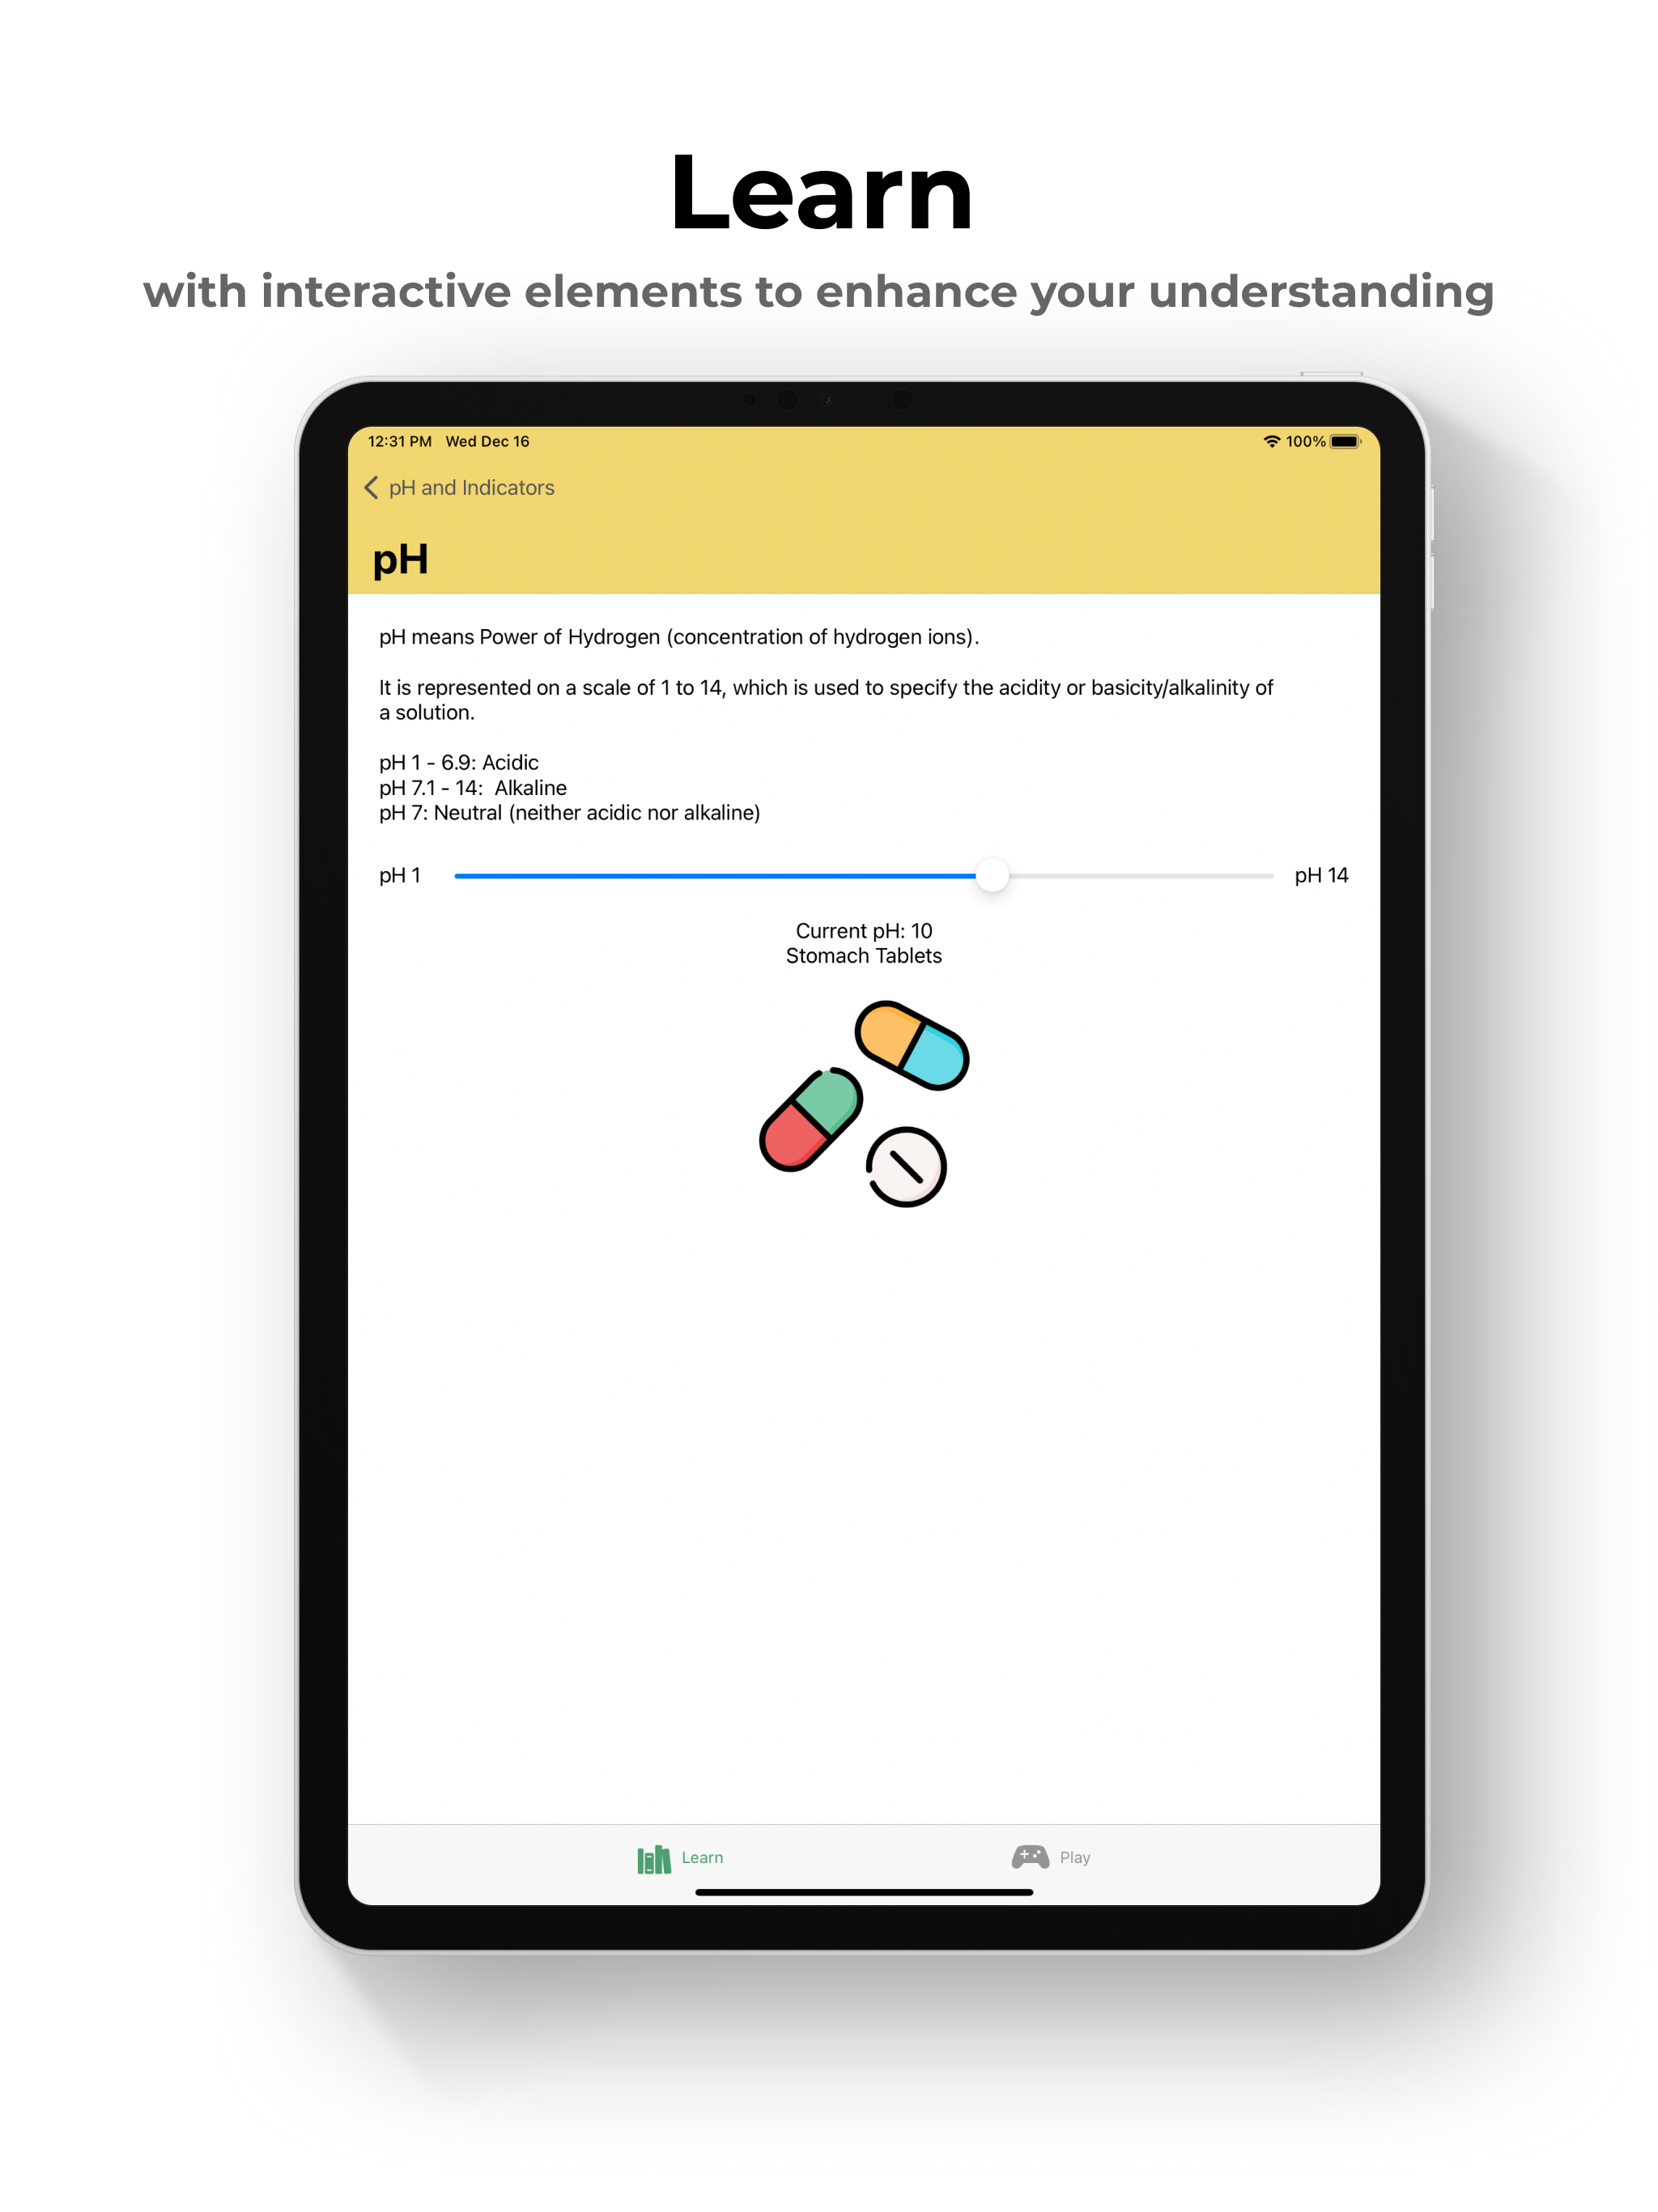 Learn
with interactive elements to enhance your understanding
12:31 PM Wed Dec 16
100%
pH and Indicators
pH
pH means Power of Hydrogen (concentration of hydrogen ions).
It is represented on a scale of 1 to 14, which is used to specify the acidity or basicity/alkalinity of
a solution.
pH 1 - 6.9: Acidic
pH 7.1 - 14: Alkaline
pH 7: Neutral (neither acidic nor alkaline)
pH 1
pH 14
Current pH: 10
Stomach Tablets
Learn
Play